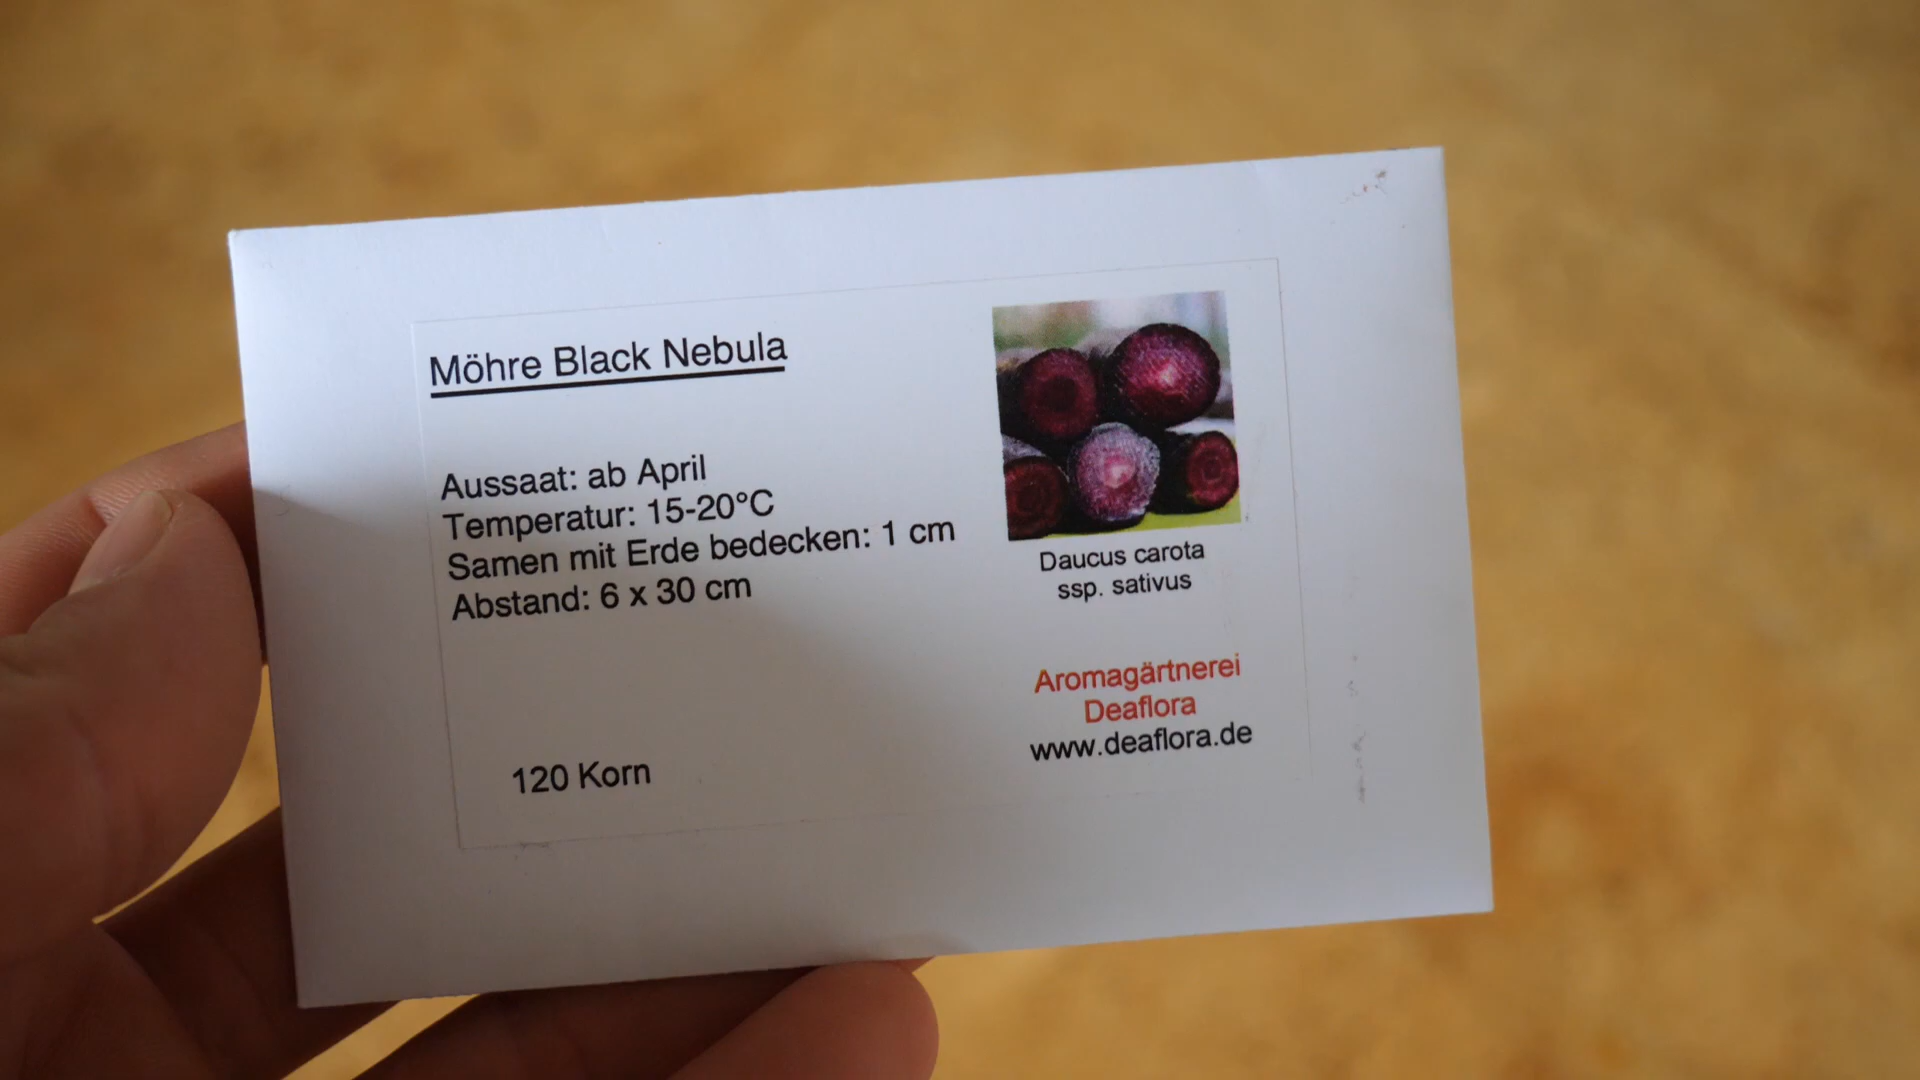 Möhre Black Nebula
Aussaat: ab April
Temperatur: 15-20°C
Samen mit Erde bedecken: 1 cm
Abstand: 6 x 30 cm
120 Korn
Daucus carota
ssp. sativus
Aromagärtnerei
Deaflora
www.deaflora.de